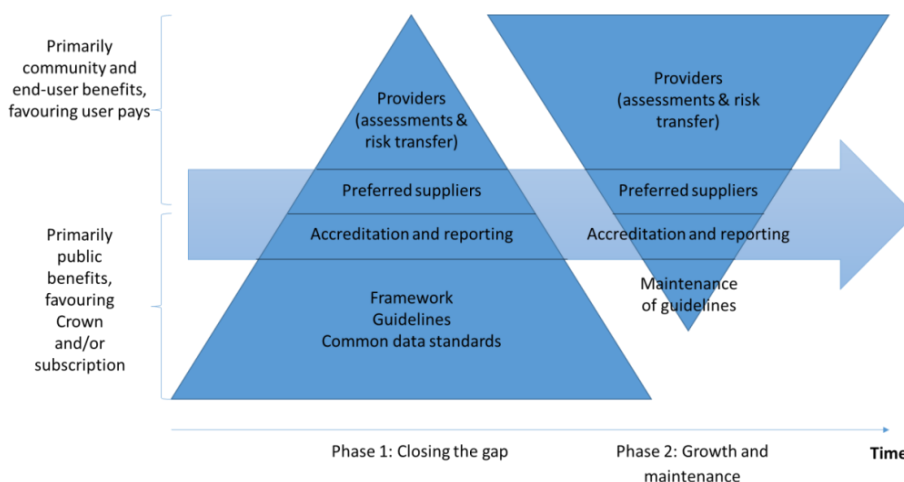 Primarily
community and
end-user benefits,
favouring user pays
Primarily
public
benefits,
favouring
Crown
and/or
subscription
Providers
(assessments &
risk transfer)
Preferred suppliers
Accreditation and reporting
Framework
Guidelines
Common data standards
Providers
(assessments & risk
transfer)
Preferred suppliers
Accreditation and reporting
Maintenance
of guidelines
Phase 1: Closing the gap
Phase 2: Growth and
maintenance
Time